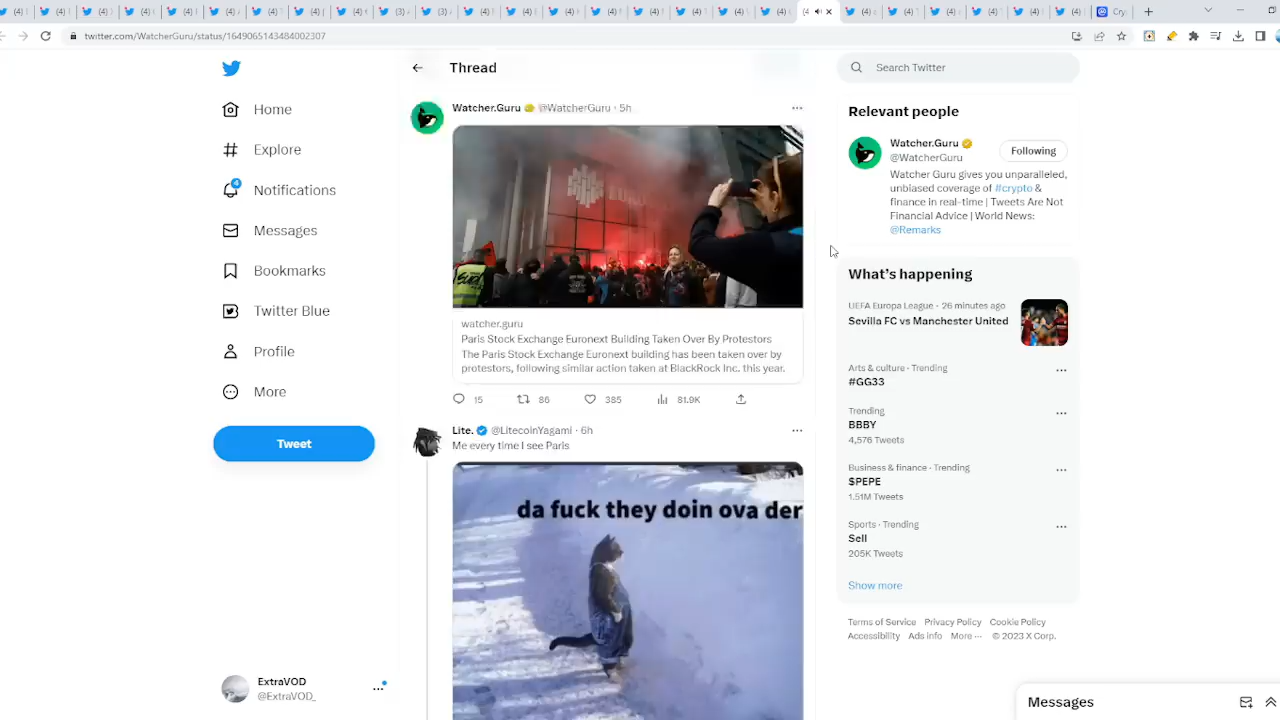 twitter.com/WatcherGuru/status/1649065143484002307
Home
Explore
4
Notifications
Messages
Bookmarks
Twitter Blue
Profile
More
Tweet
ExtraVOD
@ExtraVOD_
Thread
Watcher.Guru @WatcherGuru · 5h
watcher.guru
Paris Stock Exchange Euronext Building Taken Over By Protestors
The Paris Stock Exchange Euronext building has been taken over by
protestors, following similar action taken at BlackRock Inc. this year.
15
86
385
81.9K
Lite. @LitecoinYagami · 6h
Me every time I see Paris
da fuck they doin ova der
Search Twitter
Relevant people
Watcher.Guru
@WatcherGuru
Following
Watcher Guru gives you unparalleled,
unbiased coverage of #crypto &
finance in real-time | Tweets Are Not
Financial Advice | World News:
@Remarks
What's happening
UEFA Europa League · 26 minutes ago
Sevilla FC vs Manchester United
Arts & culture · Trending
#GG33
Trending
BBBY
4,576 Tweets
Business & finance · Trending
$PEPE
1.51M Tweets
Sports · Trending
Sell
205K Tweets
Show more
Terms of Service Privacy Policy Cookie Policy
Accessibility Ads info More ··· © 2023 X Corp.
Messages